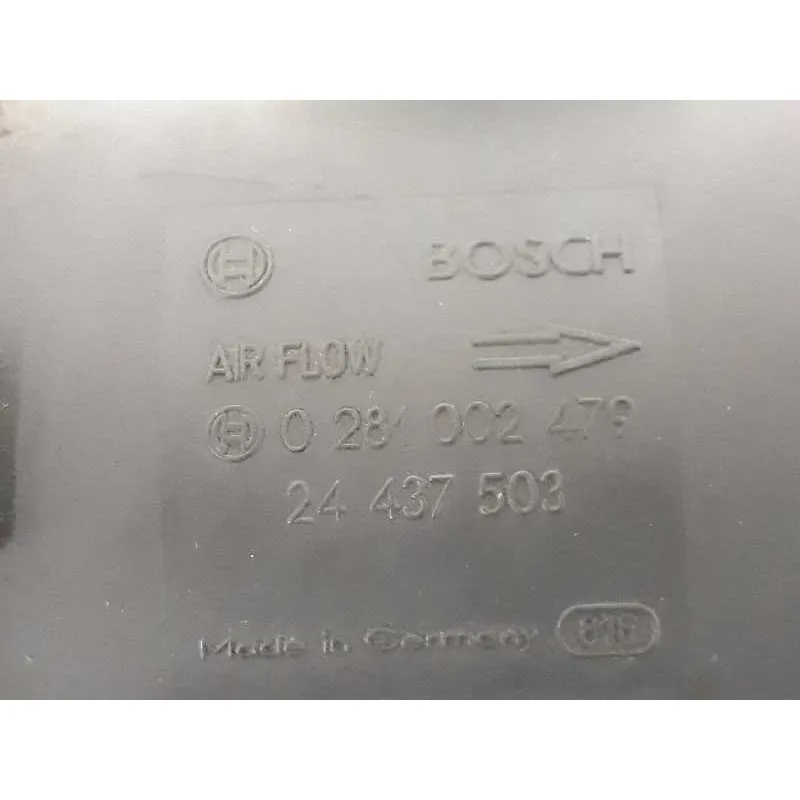 BOSCH
AIR FLOW
0 281 002 479
24 437 503
Made in Germany